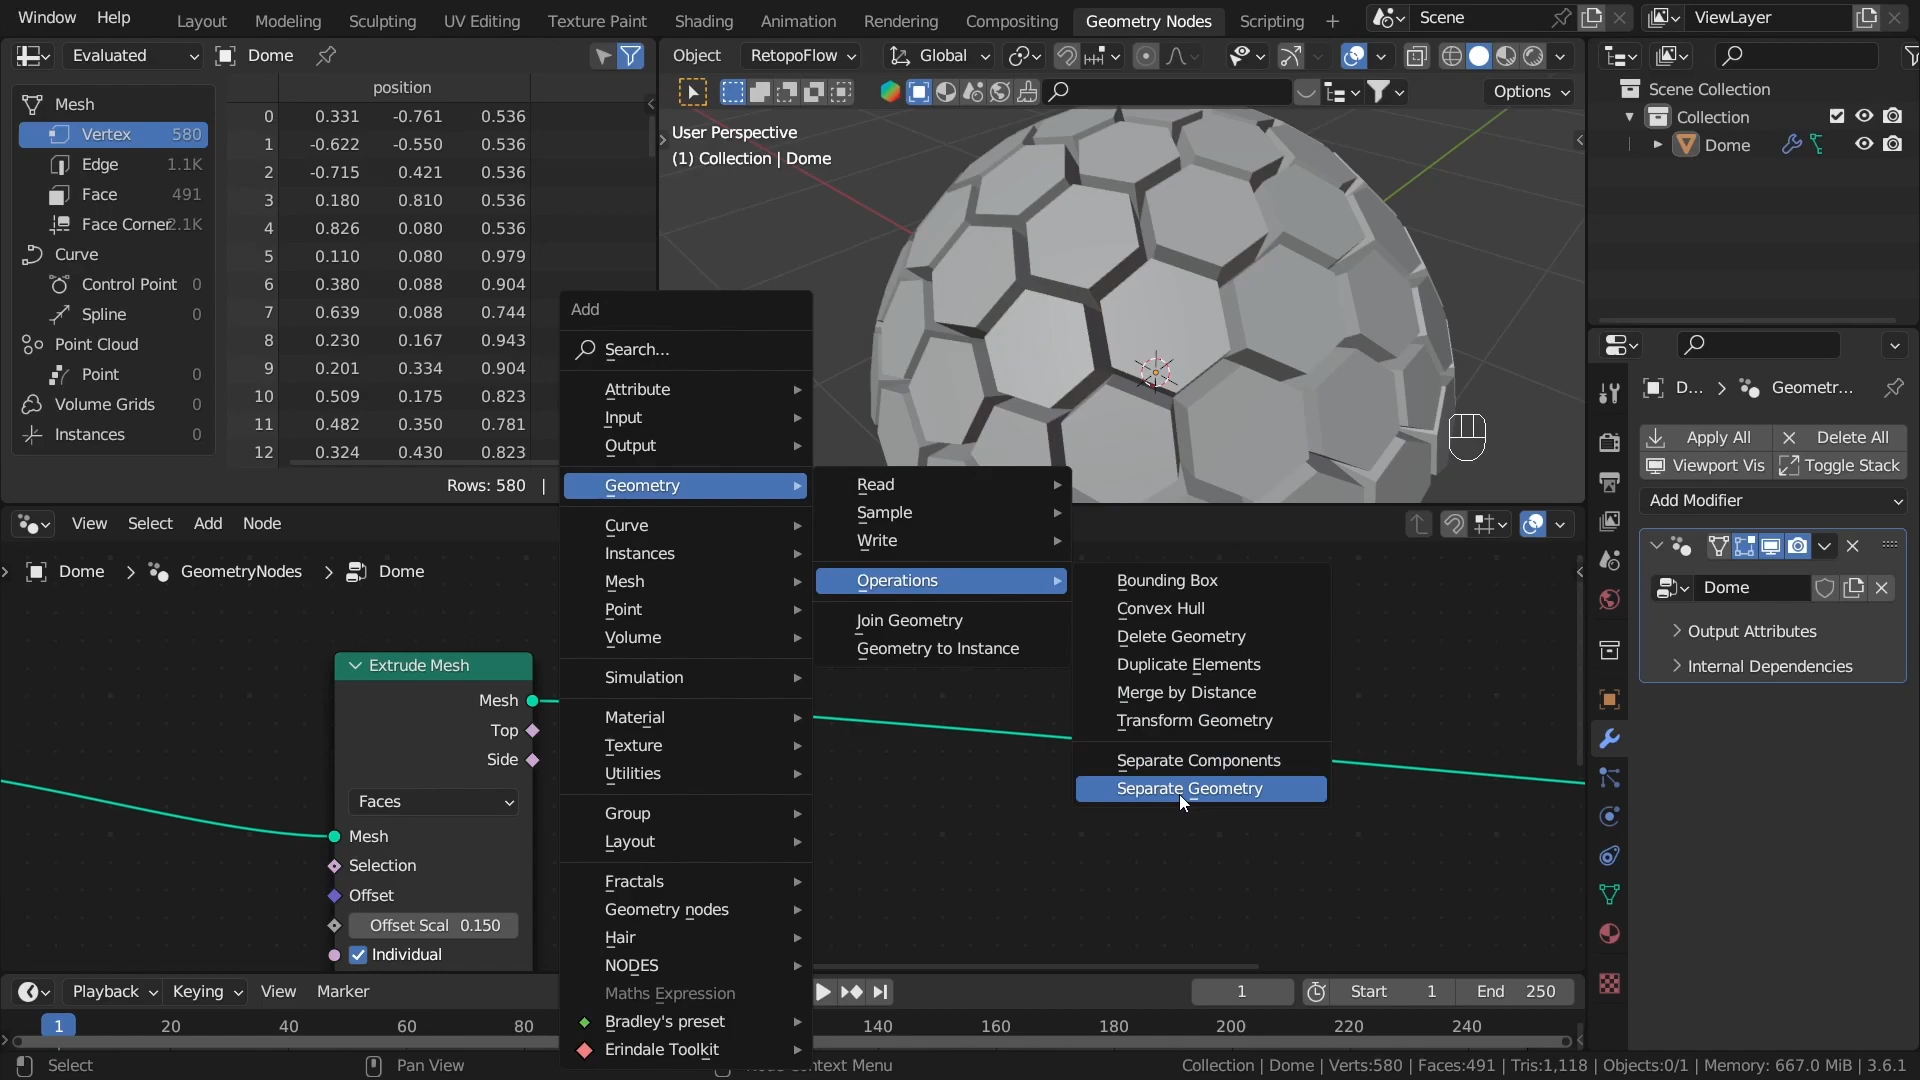 Window Help Layout Modeling Sculpting UV Editing Texture Paint Shading Animation Rendering Compositing Geometry Nodes Scripting + Scene ViewLayer
Evaluated Dome
Object RetopoFlow Global
Options
position
Mesh
Vertex 580
Edge 1.1K
Face 491
Face Corner 2.1K
Curve
Control Point 0
Spline 0
Point Cloud
Point 0
Volume Grids 0
Instances 0
0 0.331 -0.761 0.536
1 -0.622 -0.550 0.536
2 -0.715 0.421 0.536
3 0.180 0.810 0.536
4 0.826 0.080 0.536
5 0.110 0.080 0.979
6 0.380 0.088 0.904
7 0.639 0.088 0.744
8 0.230 0.167 0.943
9 0.201 0.334 0.904
10 0.509 0.175 0.823
11 0.482 0.350 0.781
12 0.324 0.430 0.823
Rows: 580 |
User Perspective
(1) Collection | Dome
Scene Collection
Collection
Dome
D... > Geometr...
Apply All Delete All
Viewport Vis Toggle Stack
Add Modifier
Dome
Output Attributes
Internal Dependencies
View Select Add Node
Dome > GeometryNodes > Dome
Extrude Mesh
Mesh
Top
Side
Faces
Mesh
Selection
Offset
Offset Scal 0.150
Individual
Add
Search...
Attribute
Input
Output
Geometry
Curve
Instances
Mesh
Point
Volume
Simulation
Material
Texture
Utilities
Group
Layout
Fractals
Geometry nodes
Hair
NODES
Maths Expression
Bradley's preset
Erindale Toolkit
Read
Sample
Write
Operations
Join Geometry
Geometry to Instance
Bounding Box
Convex Hull
Delete Geometry
Duplicate Elements
Merge by Distance
Transform Geometry
Separate Components
Separate Geometry
Playback Keying View Marker
1 Start 1 End 250
1 20 40 60 80 140 160 180 200 220 240
Select Pan View Context Menu
Collection | Dome | Verts:580 | Faces:491 | Tris:1,118 | Objects:0/1 | Memory: 667.0 MiB | 3.6.1